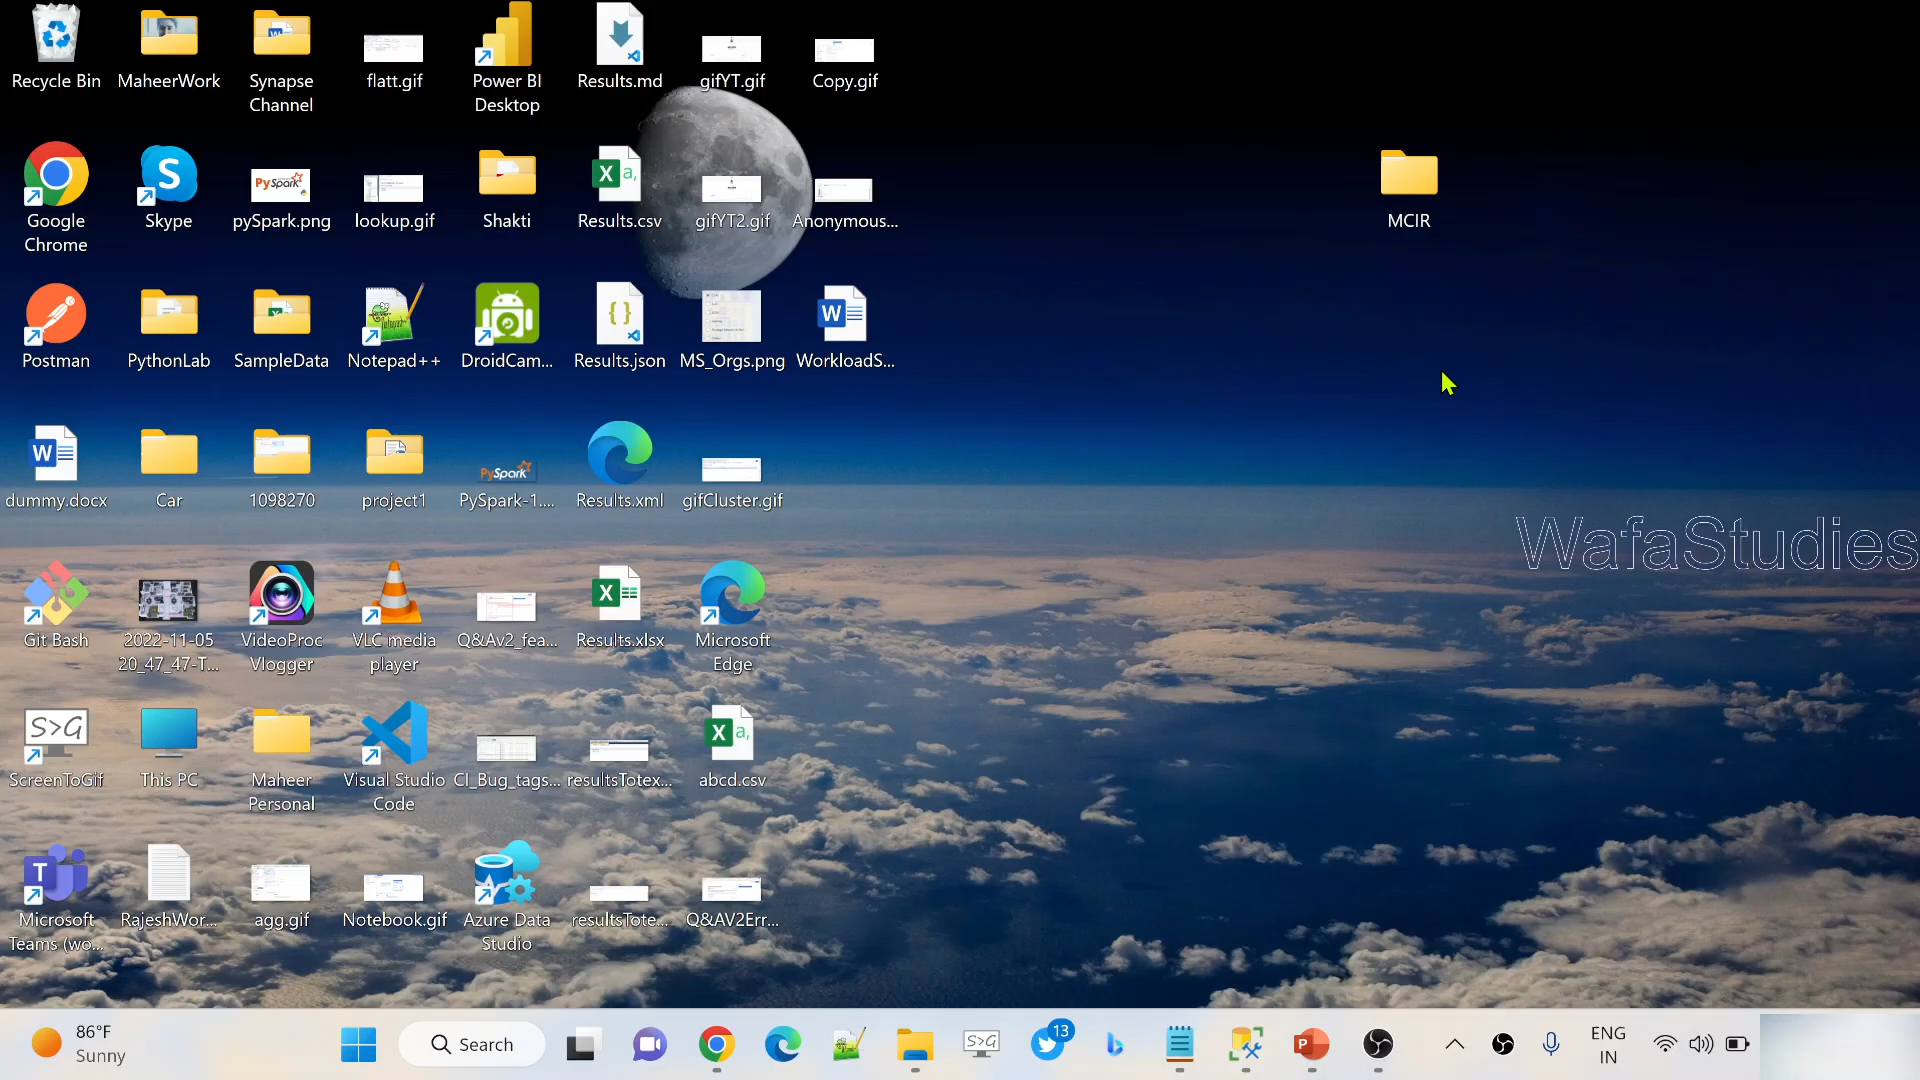 Recycle Bin
MaheerWork
Synapse
Channel
flatt.gif
Power BI
Desktop
Results.md
gifYT.gif
Copy.gif
Google
Chrome
Skype
PySpark
pySpark.png
lookup.gif
Shakti
Results.csv
gifYT2.gif
Anonymous...
MCIR
Postman
PythonLab
SampleData
Notepad++
DroidCam...
Results.json
MS_Orgs.png
WorkloadS...
dummy.docx
Car
1098270
project1
PySpark
PySpark-1....
Results.xml
gifCluster.gif
WafaStudies
Git Bash
2022-11-05
20_47_47-T...
VideoProc
Vlogger
VLC media
player
Q&Av2_fea...
Results.xlsx
Microsoft
Edge
S>G
ScreenToGif
This PC
Maheer
Personal
Visual Studio
Code
CI_Bug_tags...
resultsTotex...
abcd.csv
Microsoft
Teams (wo...
RajeshWor...
agg.gif
Notebook.gif
Azure Data
Studio
resultsTote...
Q&AV2Err...
86°F
Sunny
Search
S>G
13
ENG
IN